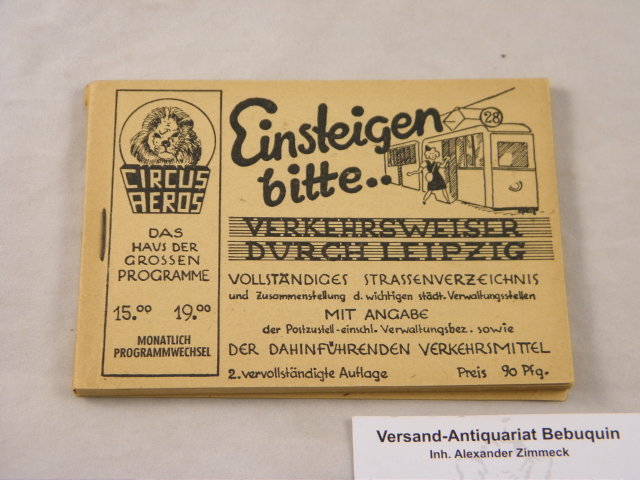 CIRCUS
AEROS
DAS
HAUS DER
GROSSEN
PROGRAMME
15.00 19.00
MONATLICH
PROGRAMMWECHSEL
Einsteigen
bitte..
28
VERKEHRSWEISER
DURCH LEIPZIG
VOLLSTÄNDIGES STRASSENVERZEICHNIS
und Zusammenstellung d. wichtigen städt. Verwaltungsstellen
MIT ANGABE
der Postzustell-einschl. Verwaltungsbez. sowie
DER DAHINFÜHRENDEN VERKEHRSMITTEL
2. vervollständigte Auflage Preis 90 Pfg.
Versand-Antiquariat Bebuquin
Inh. Alexander Zimmeck